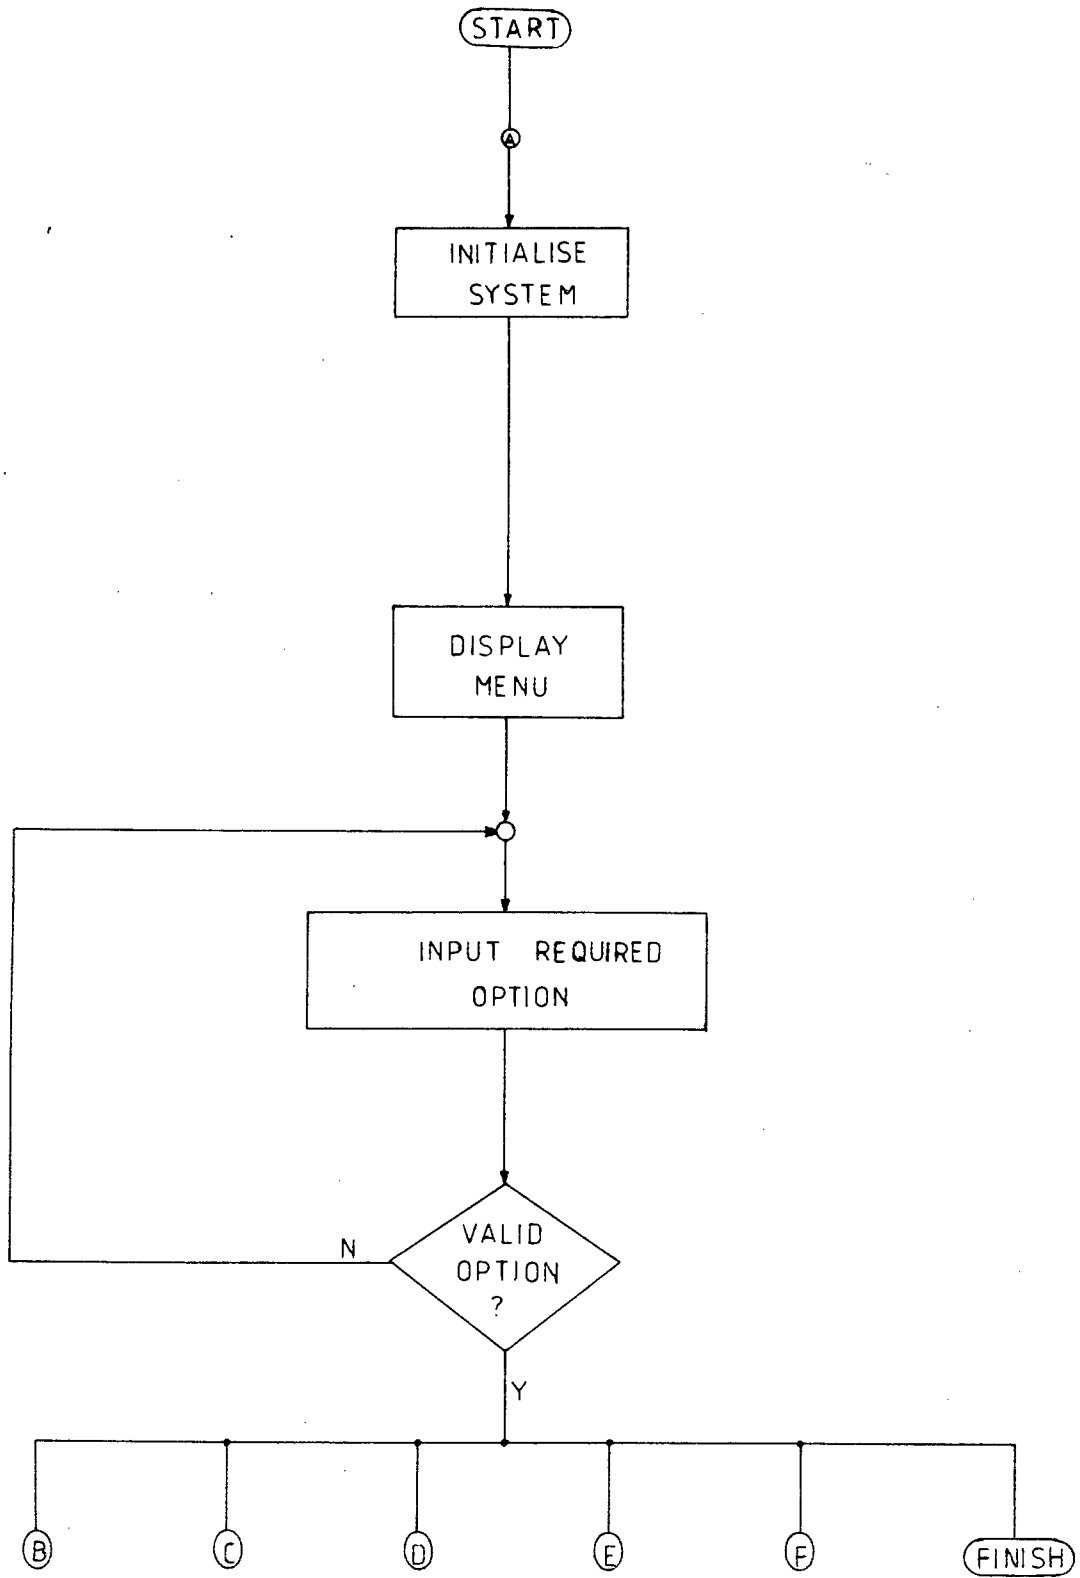 START
A
INITIALISE
SYSTEM
DISPLAY
MENU
INPUT REQUIRED
OPTION
VALID
OPTION
?
N
Y
B
C
D
E
F
FINISH